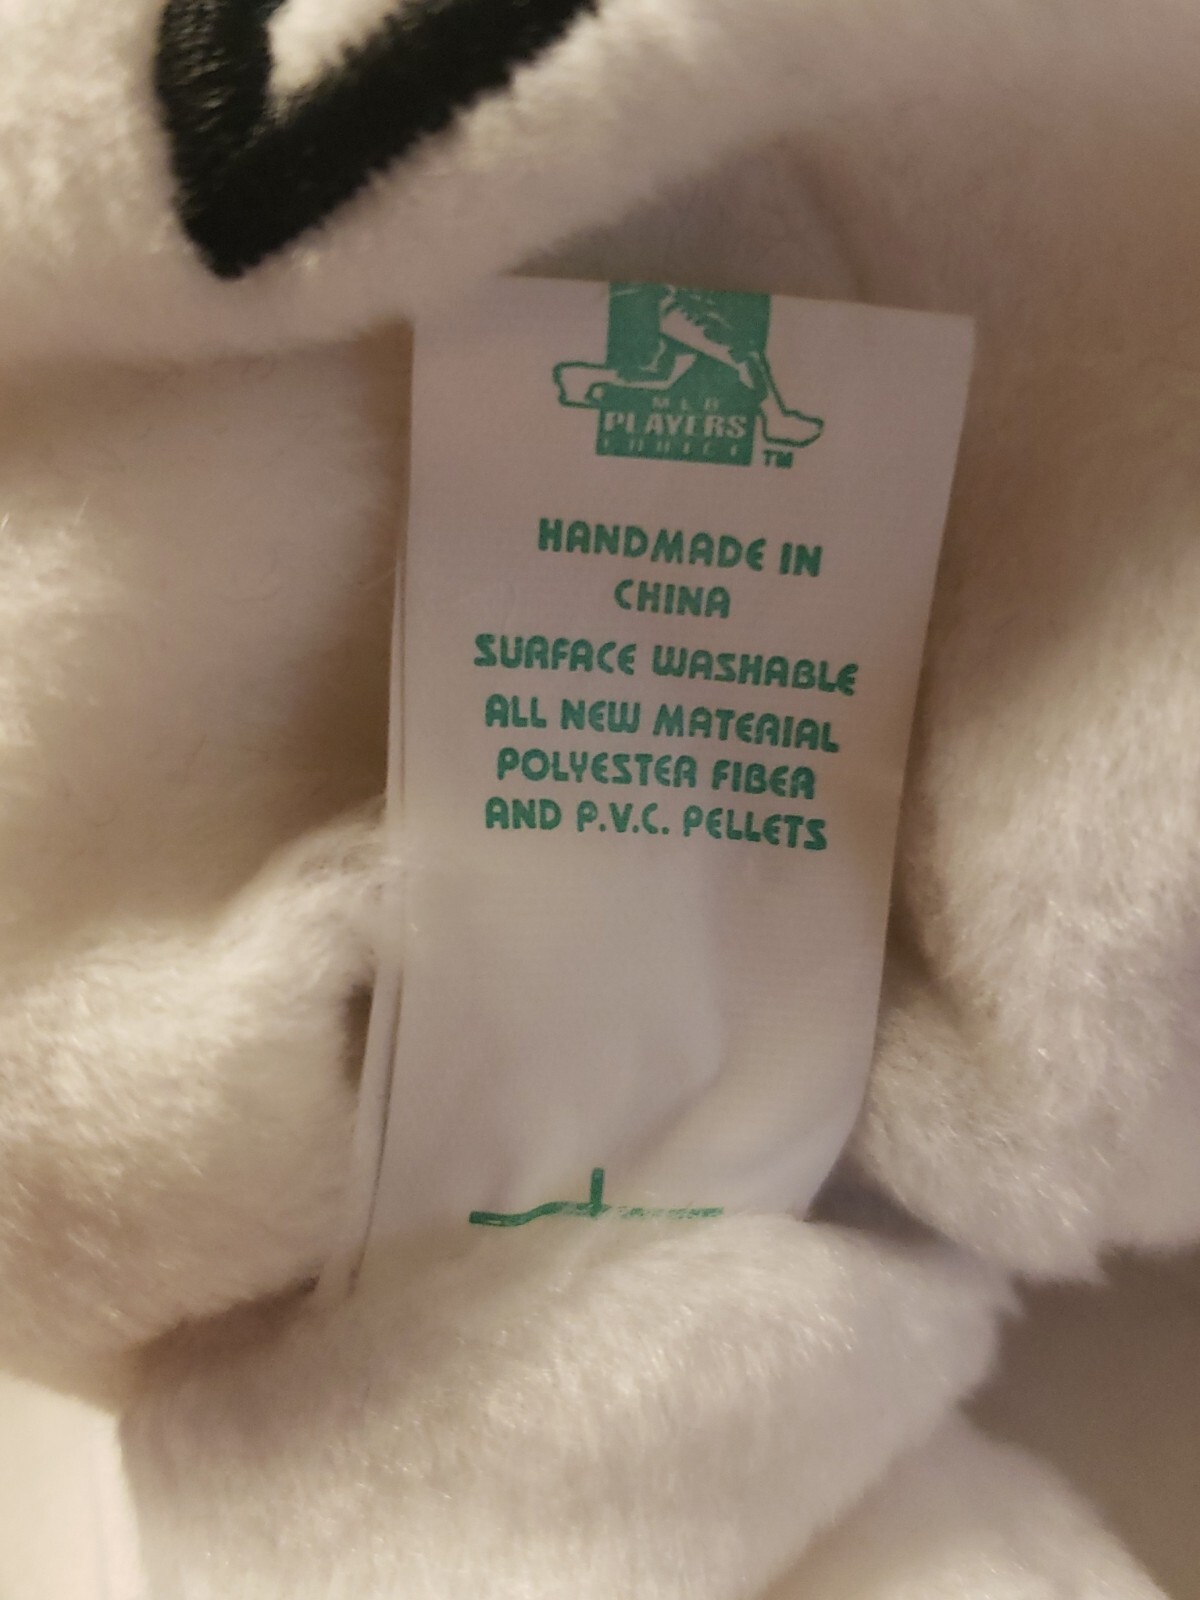 MLB
PLAYERS
CHOICE
TM
HANDMADE IN
CHINA
SURFACE WASHABLE
ALL NEW MATERIAL
POLYESTER FIBER
AND P.V.C. PELLETS